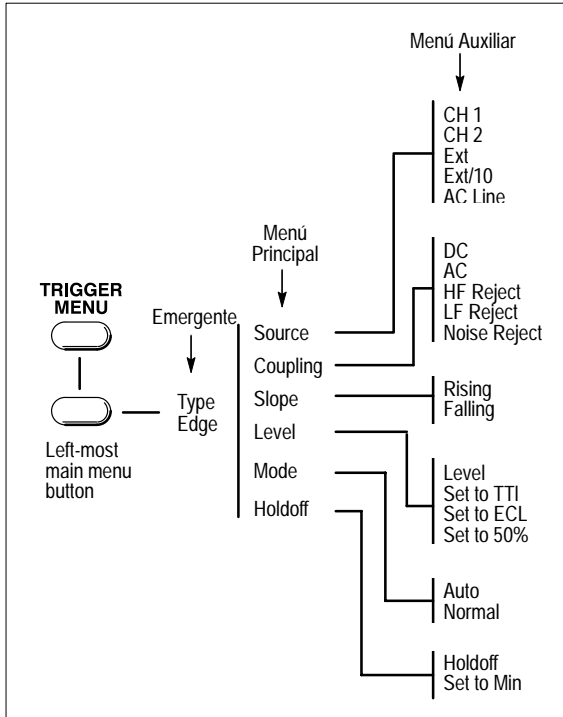 Menú Auxiliar
CH 1
CH 2
Ext
Ext/10
AC Line
Menú
Principal
DC
AC
HF Reject
LF Reject
Noise Reject
TRIGGER
MENU
Emergente
Source
Coupling
Slope
Level
Mode
Holdoff
Type
Edge
Rising
Falling
Left-most
main menu
button
Level
Set to TTI
Set to ECL
Set to 50%
Auto
Normal
Holdoff
Set to Min